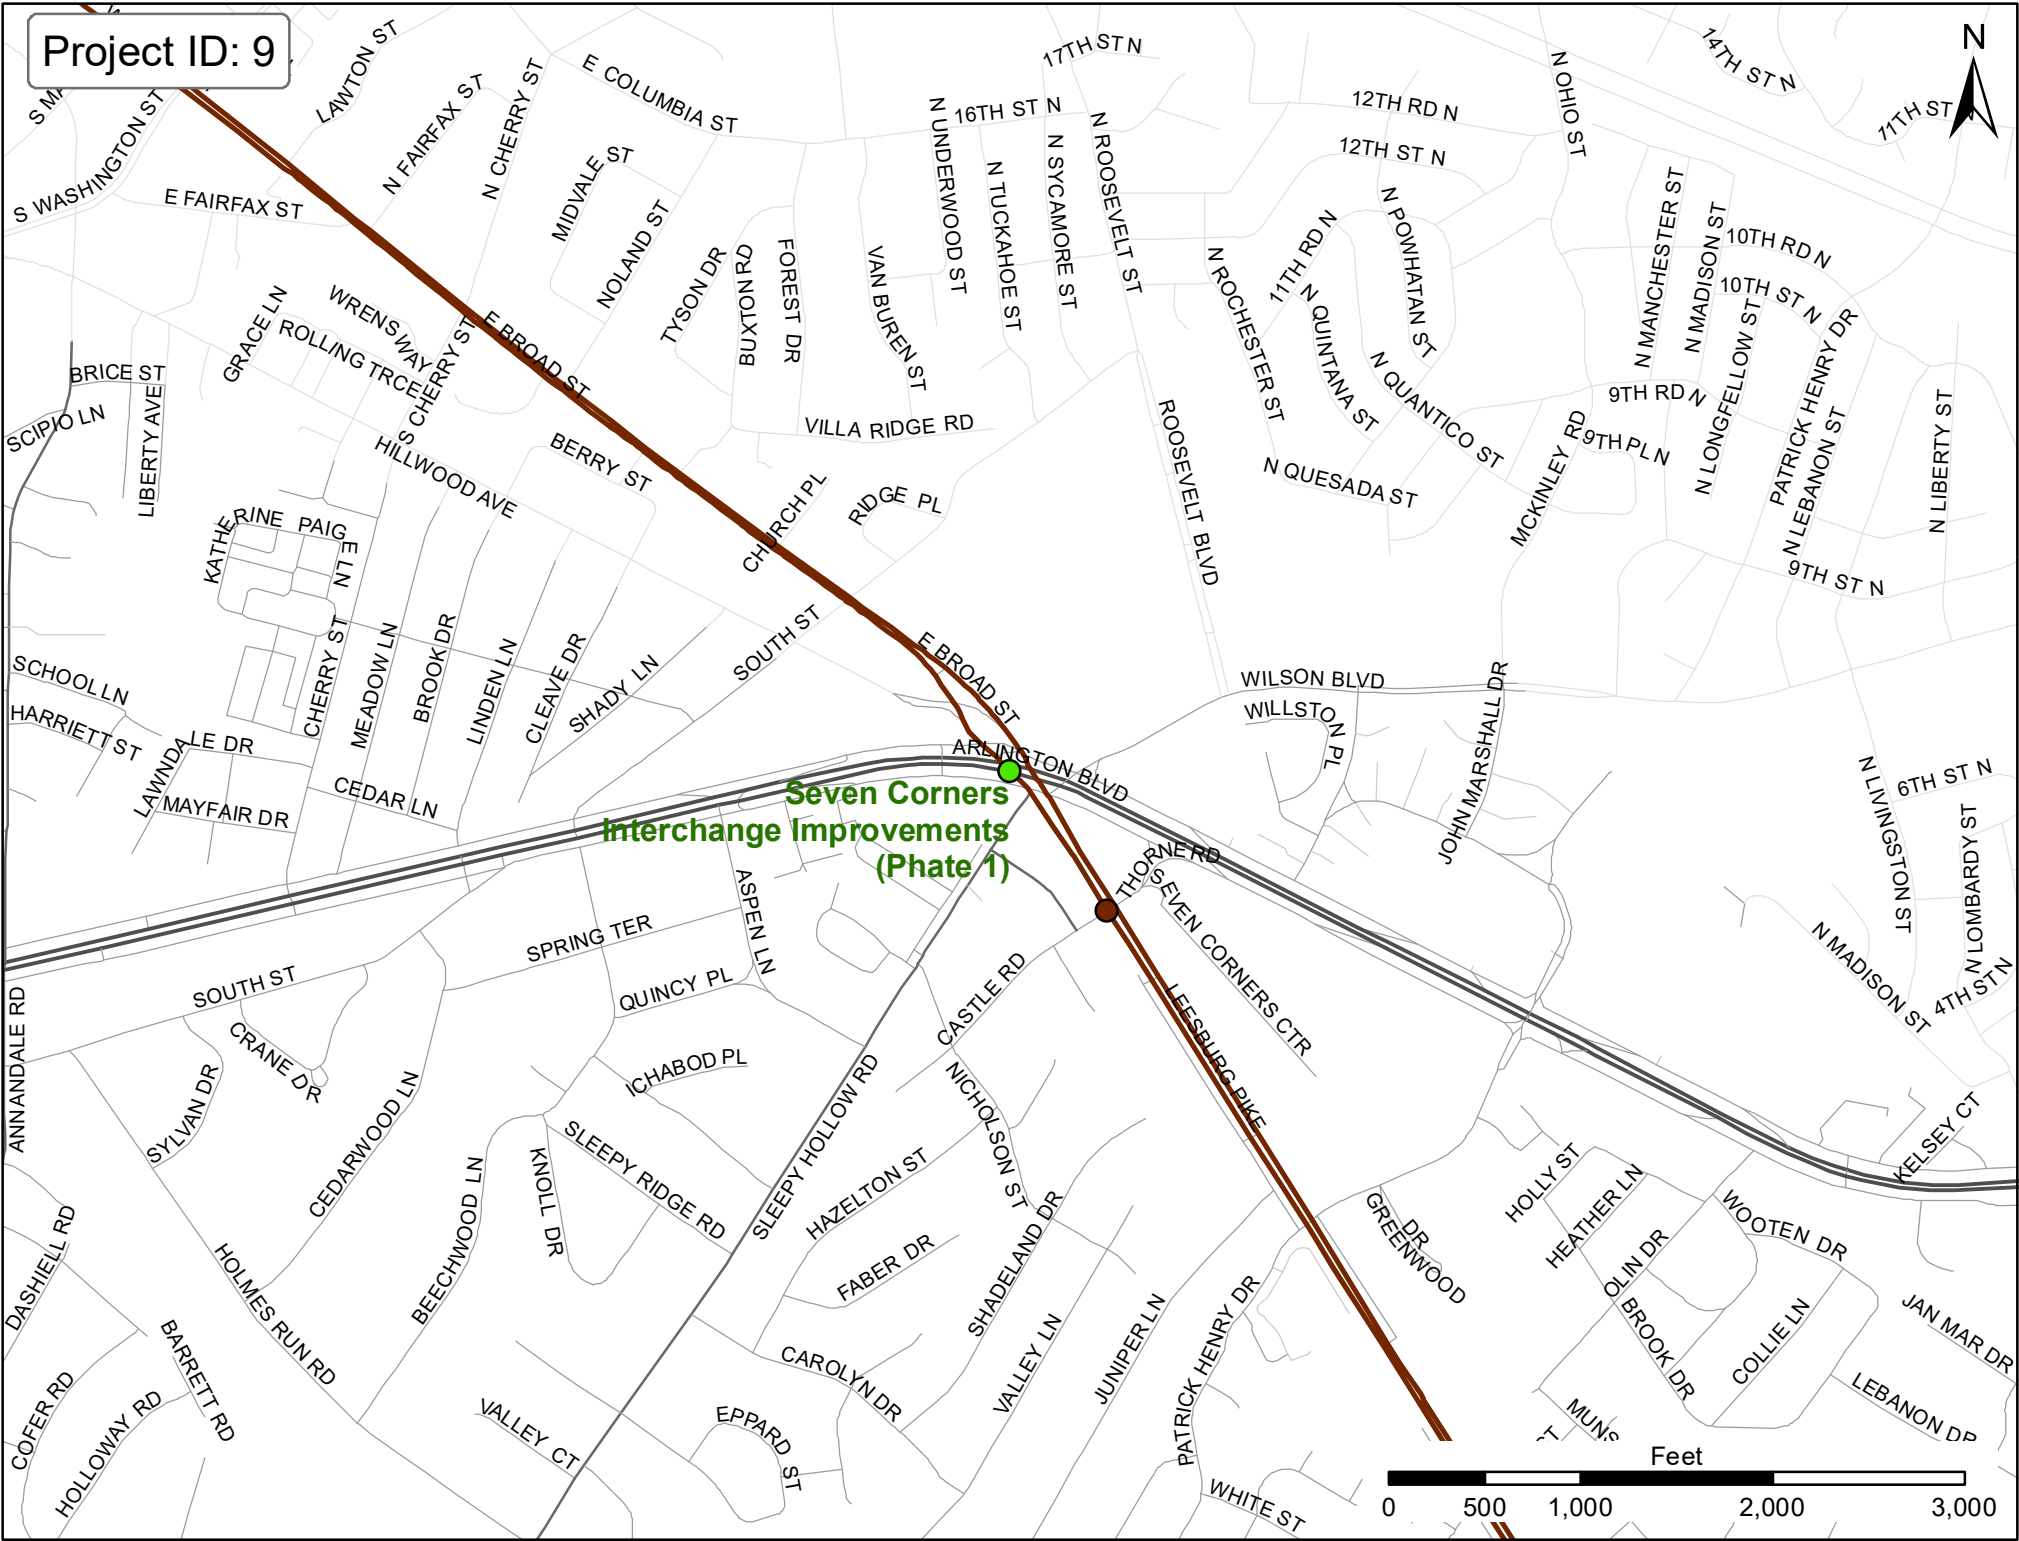 Project ID: 9
N
LAWTON ST
E COLUMBIA ST
17TH ST N
14TH ST N
11TH ST N
N OHIO ST
12TH RD N
12TH ST N
16TH ST N
S WASHINGTON ST
E FAIRFAX ST
N FAIRFAX ST
N CHERRY ST
MIDVALE ST
NOLAND ST
TYSON DR
BUXTON RD
FOREST DR
VAN BUREN ST
N UNDERWOOD ST
N TUCKAHOE ST
N SYCAMORE ST
N ROOSEVELT ST
N ROCHESTER ST
11TH RD N
N POWHATAN ST
N QUINTANA ST
N QUANTICO ST
N MANCHESTER ST
N MADISON ST
10TH RD N
10TH ST N
N LONGFELLOW ST
PATRICK HENRY DR
N LEBANON ST
N LIBERTY ST
9TH RD N
9TH PL N
9TH ST N
MCKINLEY RD
N QUESADA ST
ROOSEVELT BLVD
GRACE LN
WRENS WAY
ROLLING TRCE
S CHERRY ST
E BROAD ST
BRICE ST
SCIPIO LN
LIBERTY AVE
HILLWOOD AVE
BERRY ST
VILLA RIDGE RD
CHURCH PL
RIDGE PL
KATHERINE PAIGE LN
SOUTH ST
E BROAD ST
SCHOOL LN
HARRIETT ST
LAWNDALE DR
MAYFAIR DR
CEDAR LN
CHERRY ST
MEADOW LN
BROOK DR
LINDEN LN
CLEAVE DR
SHADY LN
WILSON BLVD
WILLSTON PL
JOHN MARSHALL DR
ARLINGTON BLVD
Seven Corners
Interchange Improvements
(Phate 1)
THORNE RD
SEVEN CORNERS CTR
N LIVINGSTON ST
6TH ST N
N LOMBARDY ST
N MADISON ST
4TH ST N
ASPEN LN
SPRING TER
QUINCY PL
SOUTH ST
CRANE DR
SYLVAN DR
CEDARWOOD LN
ANNANDALE RD
ICHABOD PL
CASTLE RD
LEESBURG PIKE
NICHOLSON ST
SLEEPY HOLLOW RD
SLEEPY RIDGE RD
KNOLL DR
BEECHWOOD LN
HAZELTON ST
FABER DR
SHADELAND DR
VALLEY LN
JUNIPER LN
PATRICK HENRY DR
GREENWOOD DR
HOLLY ST
HEATHER LN
KELSEY CT
WOOTEN DR
OLIN DR
BROOK DR
COLLIE LN
JAN MAR DR
LEBANON DR
DASHIELL RD
HOLMES RUN RD
BARRETT RD
COFER RD
HOLLOWAY RD
VALLEY CT
CAROLYN DR
EPPARD ST
WHITE ST
MUNS
ST
Feet
0 500 1,000 2,000 3,000